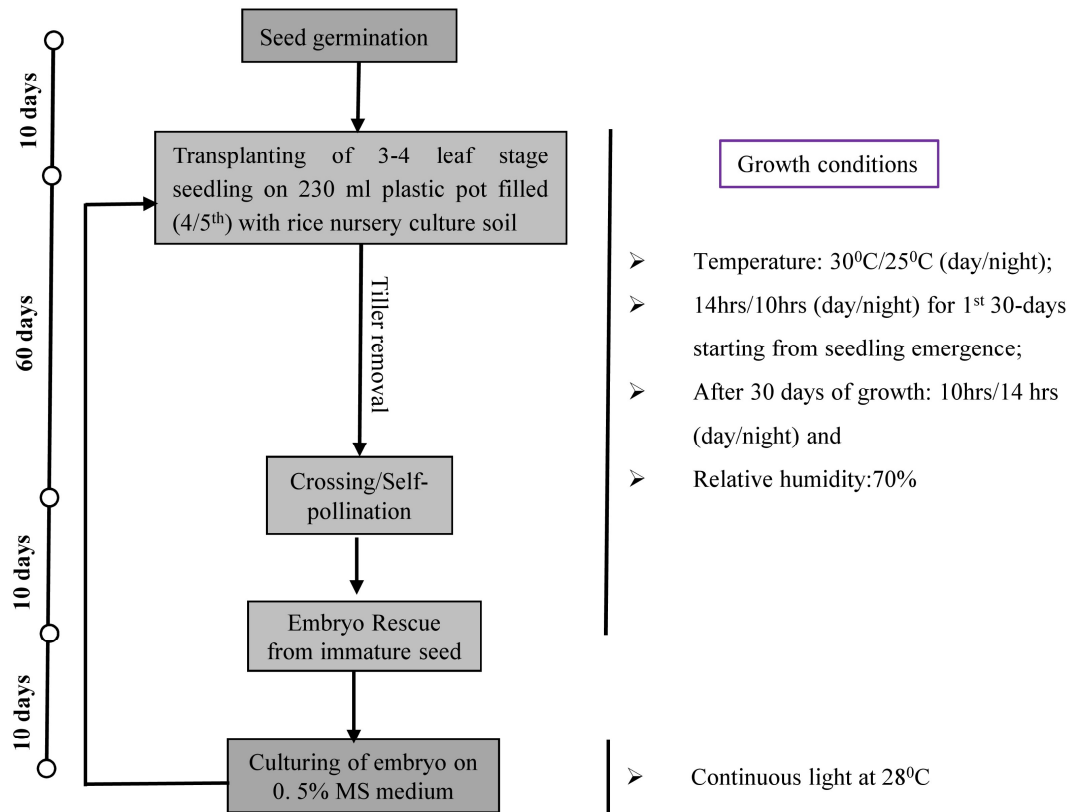 Seed germination
10 days
Transplanting of 3-4 leaf stage
seedling on 230 ml plastic pot filled
(4/5th) with rice nursery culture soil
60 days
Tiller removal
Crossing/Self-
pollination
10 days
Embryo Rescue
from immature seed
10 days
Culturing of embryo on
0. 5% MS medium
Growth conditions
➢ Temperature: 30⁰C/25⁰C (day/night);
➢ 14hrs/10hrs (day/night) for 1st 30-days
starting from seedling emergence;
➢ After 30 days of growth: 10hrs/14 hrs
(day/night) and
➢ Relative humidity:70%
➢ Continuous light at 28⁰C